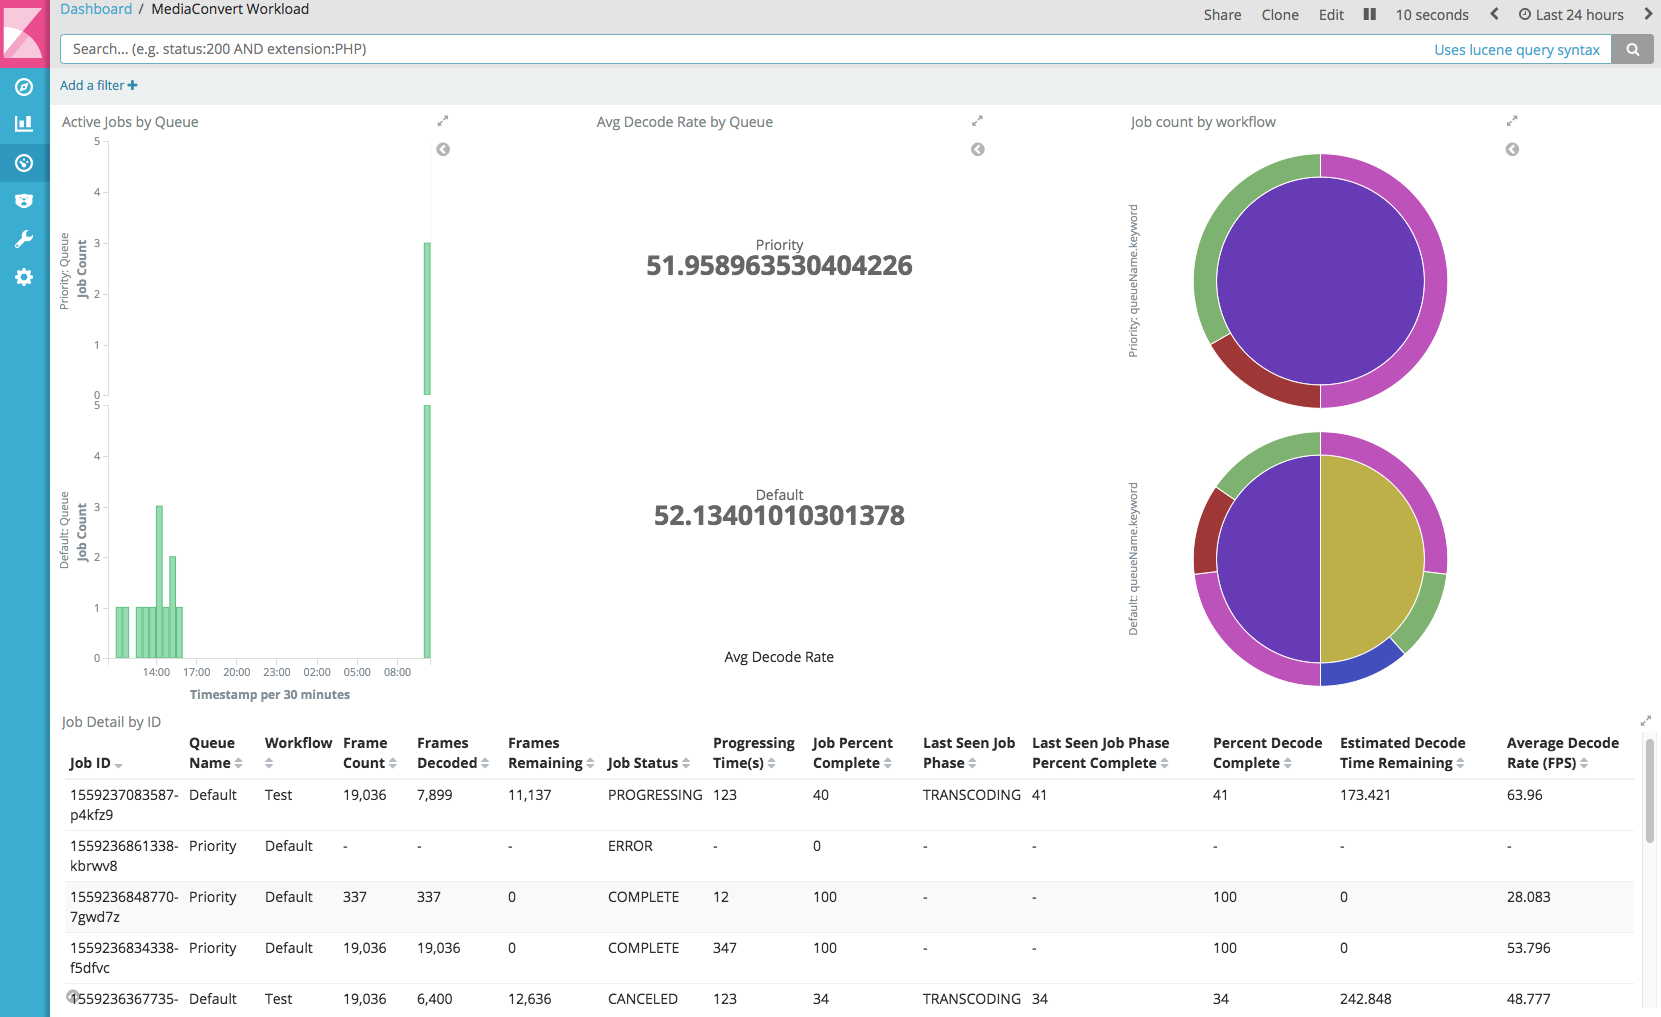 Dashboard / MediaConvert Workload
Share Clone Edit 10 seconds Last 24 hours
Search... (e.g. status:200 AND extension:PHP) Uses lucene query syntax
Add a filter
Active Jobs by Queue
5
4
3
2
1
0
Priority: Queue
Job Count
5
4
3
2
1
0
Default: Queue
Job Count
14:00 17:00 20:00 23:00 02:00 05:00 08:00
Timestamp per 30 minutes
Avg Decode Rate by Queue
Priority
51.958963530404226
Default
52.13401010301378
Avg Decode Rate
Job count by workflow
Priority: queueName.keyword
Default: queueName.keyword
Job Detail by ID
Job ID Queue Name Workflow Frame Count Frames Decoded Frames Remaining Job Status Progressing Time(s) Job Percent Complete Last Seen Job Phase Last Seen Job Phase Percent Complete Percent Decode Complete Estimated Decode Time Remaining Average Decode Rate (FPS)
1559237083587-p4kfz9 Default Test 19,036 7,899 11,137 PROGRESSING 123 40 TRANSCODING 41 41 173.421 63.96
1559236861338-kbrwv8 Priority Default - - - ERROR - 0 - - - - -
1559236848770-7gwd7z Priority Default 337 337 0 COMPLETE 12 100 - - 100 0 28.083
1559236834338-f5dfvc Priority Default 19,036 19,036 0 COMPLETE 347 100 - - 100 0 53.796
1559236367735- Default Test 19,036 6,400 12,636 CANCELED 123 34 TRANSCODING 34 34 242.848 48.777